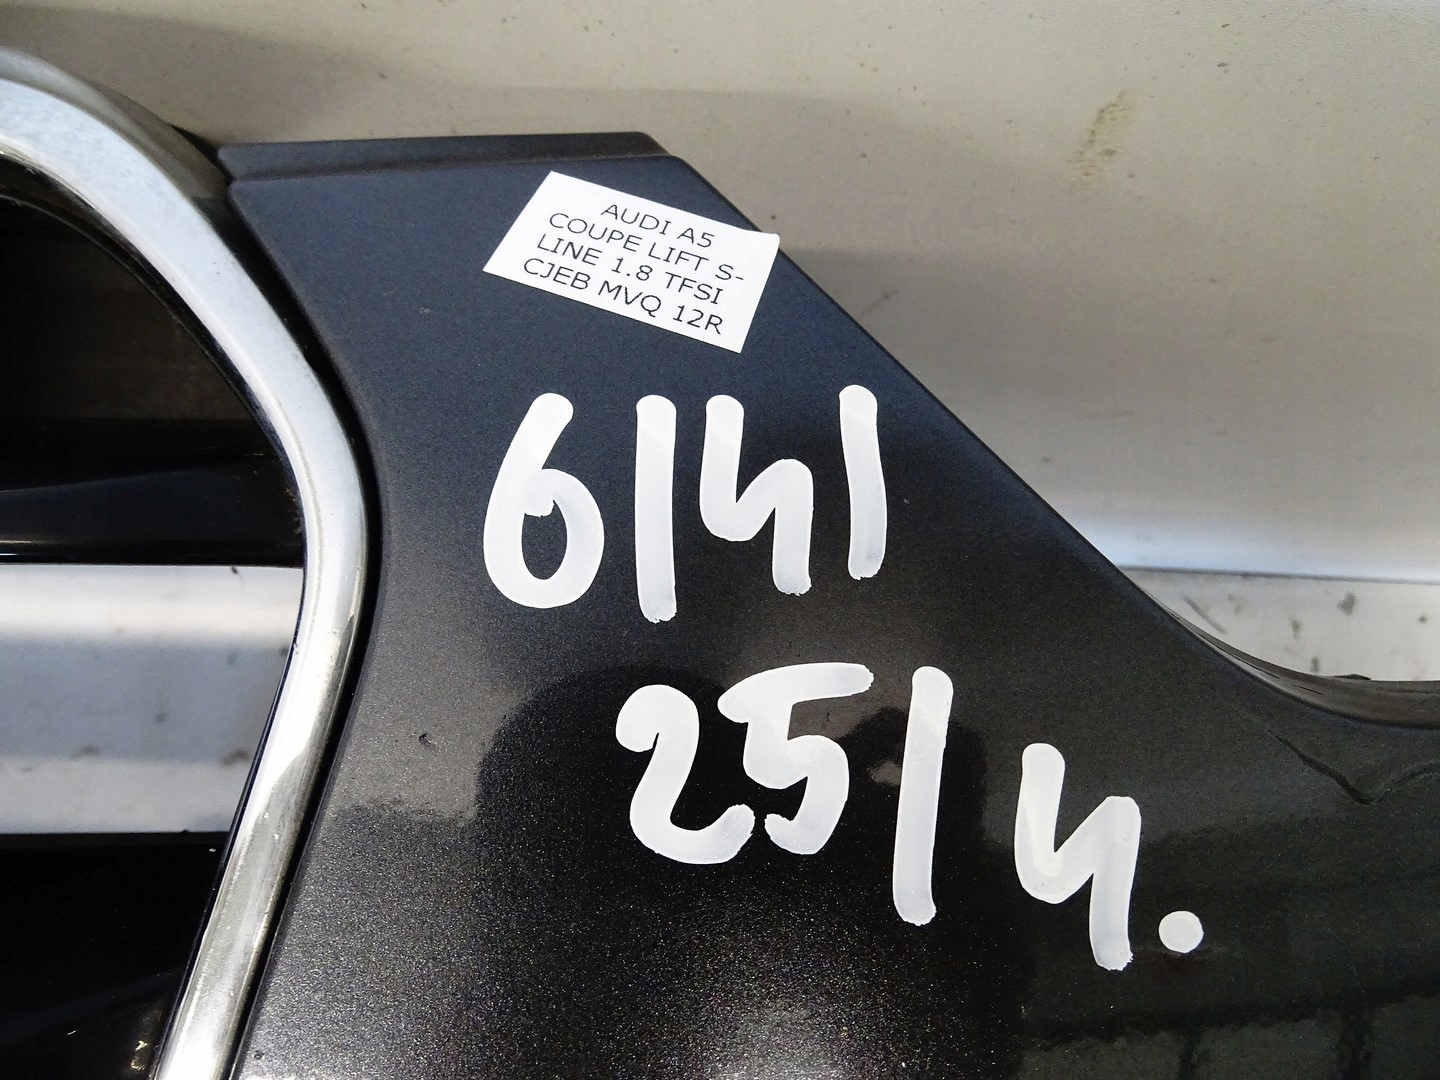 AUDI A5
COUPE LIFT S-
LINE 1.8 TFSI
CJEB MVQ 12R
6141
2514.